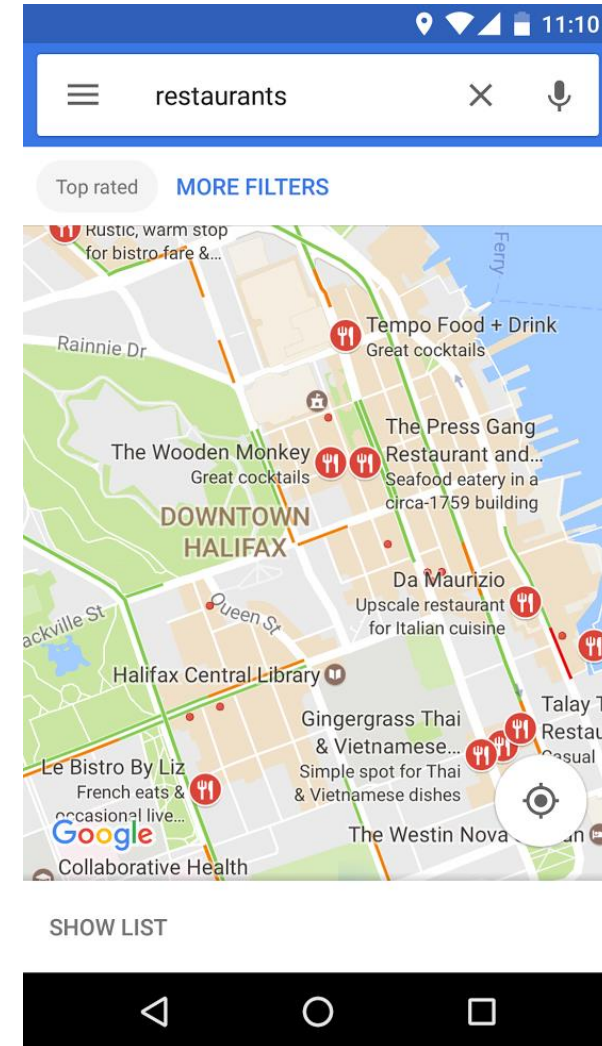 11:10
restaurants
Top rated
MORE FILTERS
Rustic, warm stop
for bistro fare &...
Ferry
Rainnie Dr
Tempo Food + Drink
Great cocktails
The Press Gang
Restaurant and...
Seafood eatery in a
circa-1759 building
The Wooden Monkey
Great cocktails
DOWNTOWN
HALIFAX
Da Maurizio
Upscale restaurant
for Italian cuisine
Queen St
ackville St
Halifax Central Library
Gingergrass Thai
& Vietnamese...
Simple spot for Thai
& Vietnamese dishes
Talay T
Restau
Casual
Le Bistro By Liz
French eats &
occasional live...
Google
The Westin Nova
an
Collaborative Health
SHOW LIST